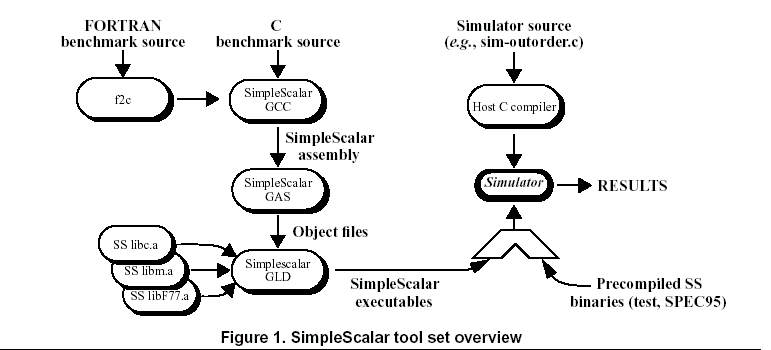 FORTRAN
benchmark source
C
benchmark source
Simulator source
(e.g., sim-outorder.c)
f2c
SimpleScalar
GCC
Host C compiler
SimpleScalar
assembly
SimpleScalar
GAS
Simulator
RESULTS
Object files
SS libc.a
SS libm.a
SS libF77.a
Simplescalar
GLD
SimpleScalar
executables
Precompiled SS
binaries (test, SPEC95)
Figure 1. SimpleScalar tool set overview